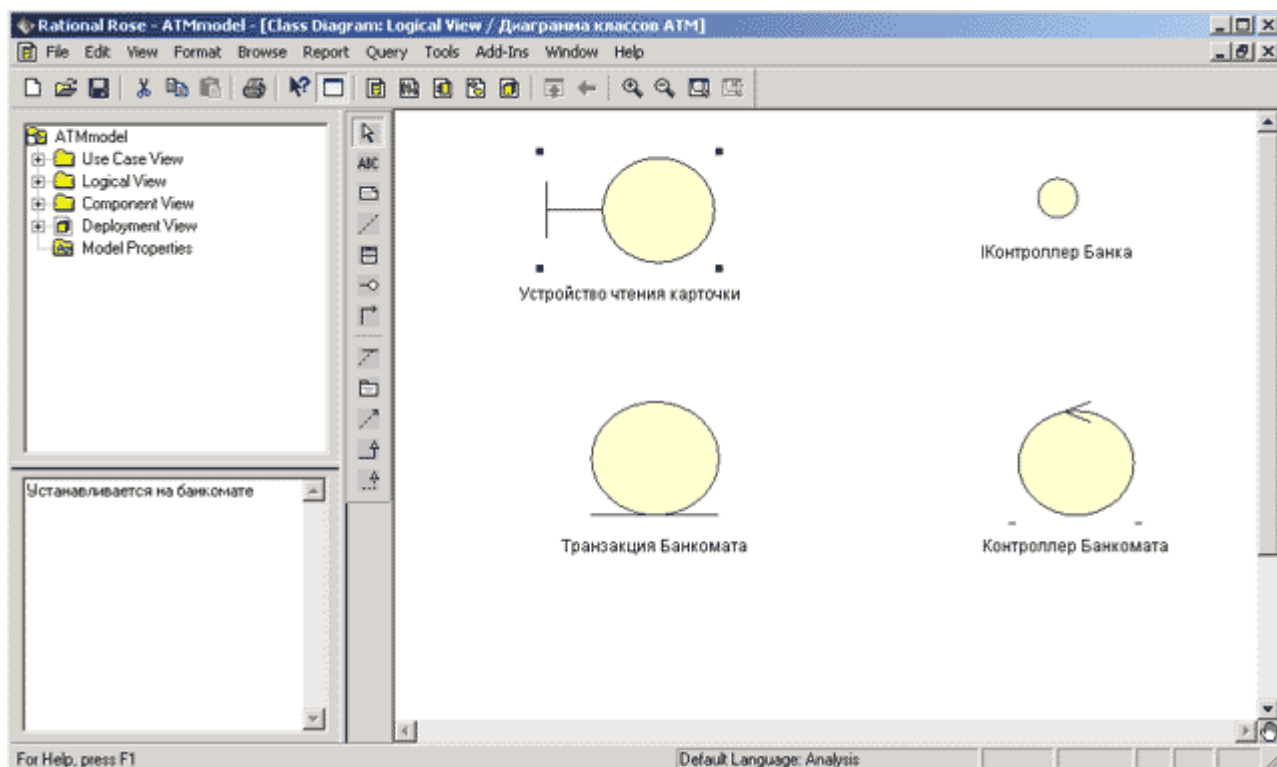 Rational Rose - ATMmodel - [Class Diagram: Logical View / Диаграмма классов ATM]
File Edit View Format Browse Report Query Tools Add-Ins Window Help
ATMmodel
Use Case View
Logical View
Component View
Deployment View
Model Properties
ABC
Устройство чтения карточки
IКонтроллер Банка
Транзакция Банкомата
Контроллер Банкомата
Устанавливается на банкомате
For Help, press F1
Default Language: Analysis